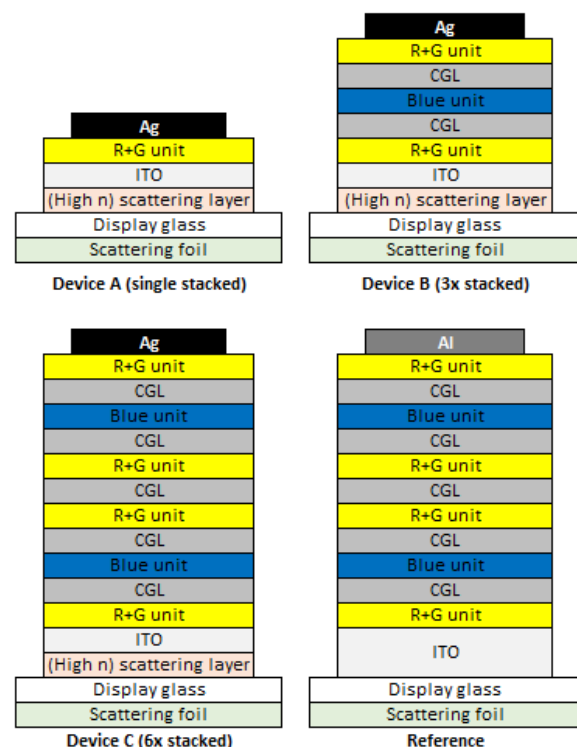 Ag
R+G unit
ITO
(High n) scattering layer
Display glass
Scattering foil
Device A (single stacked)
Ag
R+G unit
CGL
Blue unit
CGL
R+G unit
ITO
(High n) scattering layer
Display glass
Scattering foil
Device B (3x stacked)
Ag
R+G unit
CGL
Blue unit
CGL
R+G unit
CGL
R+G unit
CGL
Blue unit
CGL
R+G unit
ITO
(High n) scattering layer
Display glass
Scattering foil
Device C (6x stacked)
Al
R+G unit
CGL
Blue unit
CGL
R+G unit
CGL
R+G unit
CGL
Blue unit
CGL
R+G unit
ITO
Display glass
Scattering foil
Reference